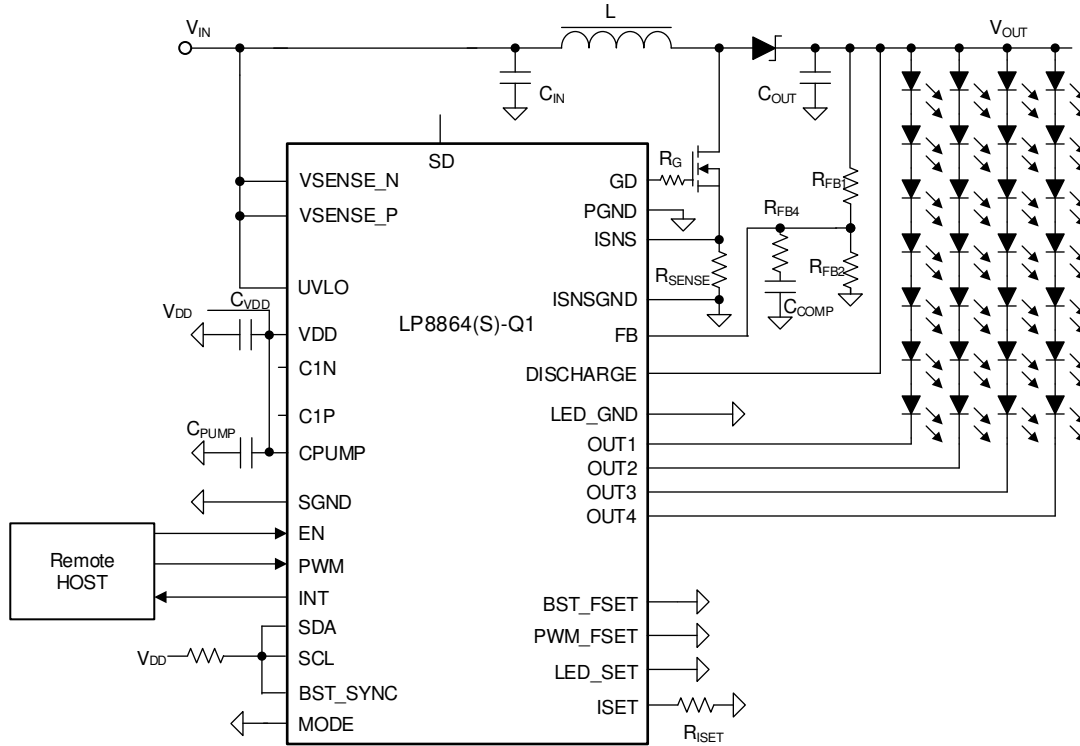 L
VIN
VOUT
CIN
COUT
SD
RG
VSENSE_N
GD
RFB1
VSENSE_P
PGND
RFB4
ISNS
RSENSE
RFB2
UVLO
ISNSGND
CCOMP
CVDD
VDD
LP8864(S)-Q1
VDD
FB
C1N
DISCHARGE
C1P
LED_GND
CPUMP
OUT1
CPUMP
OUT2
OUT3
SGND
OUT4
EN
Remote
HOST
PWM
INT
BST_FSET
SDA
PWM_FSET
VDD
SCL
LED_SET
BST_SYNC
ISET
MODE
RISET